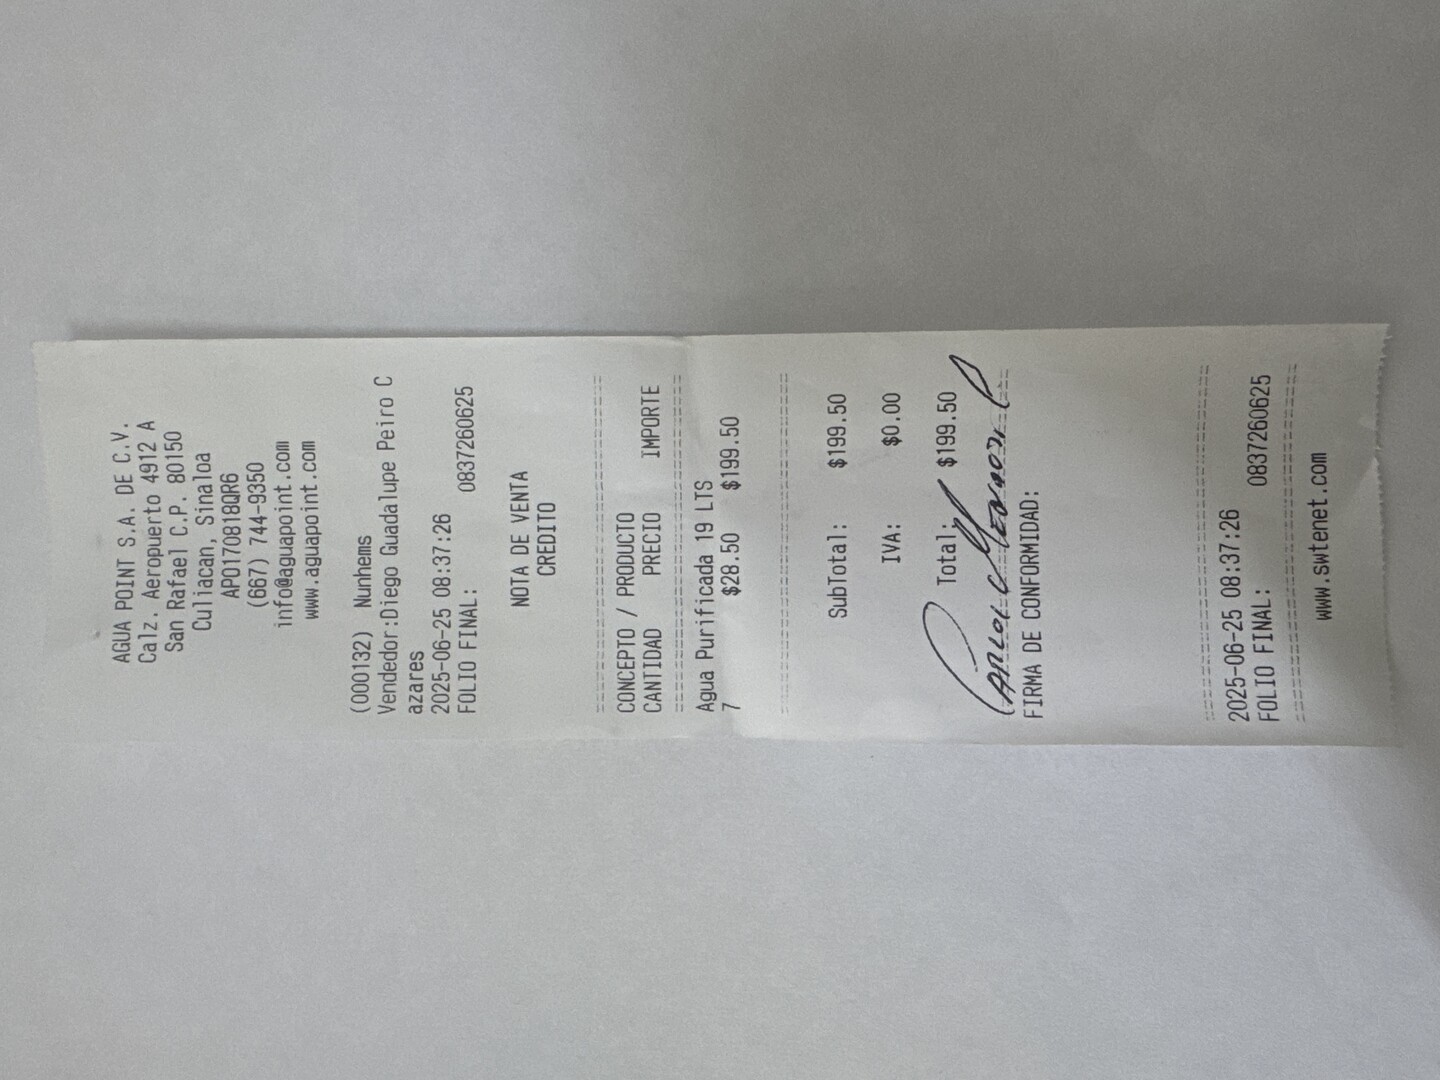 AGUA POINT S.A. DE C.V.
Calz. Aeropuerto 4912 A
San Rafael C.P. 80150
Culiacan, Sinaloa
APO170818QR6
(667) 744-9350
info@aguapoint.com
www.aguapoint.com
(000132) Nunhems
Vendedor:Diego Guadalupe Peiro C
azares
2025-06-25 08:37:26
FOLIO FINAL: 0837260625
NOTA DE VENTA
CREDITO
================================
CONCEPTO / PRODUCTO
CANTIDAD PRECIO IMPORTE
================================
Agua Purificada 19 LTS
7 $28.50 $199.50
================================
SubTotal: $199.50
IVA: $0.00
Total: $199.50
Carlos
================================
FIRMA DE CONFORMIDAD:
================================
2025-06-25 08:37:26
FOLIO FINAL: 0837260625
================================
www.swtenet.com